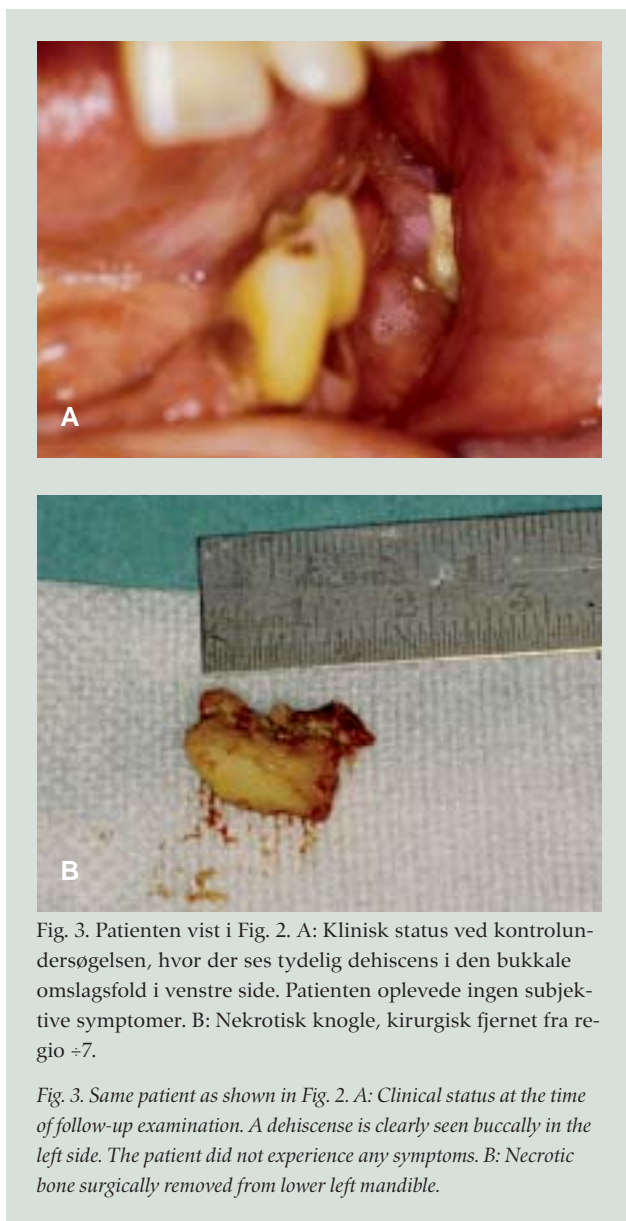 A
1 2 3
B
Fig. 3. Patienten vist i Fig. 2. A: Klinisk status ved kontrolun-
dersøgelsen, hvor der ses tydelig dehiscens i den bukkale
omslagsfold i venstre side. Patienten oplevede ingen subjek-
tive symptomer. B: Nekrotisk knogle, kirurgisk fjernet fra re-
gio ÷7.
Fig. 3. Same patient as shown in Fig. 2. A: Clinical status at the time
of follow-up examination. A dehiscense is clearly seen buccally in the
left side. The patient did not experience any symptoms. B: Necrotic
bone surgically removed from lower left mandible.